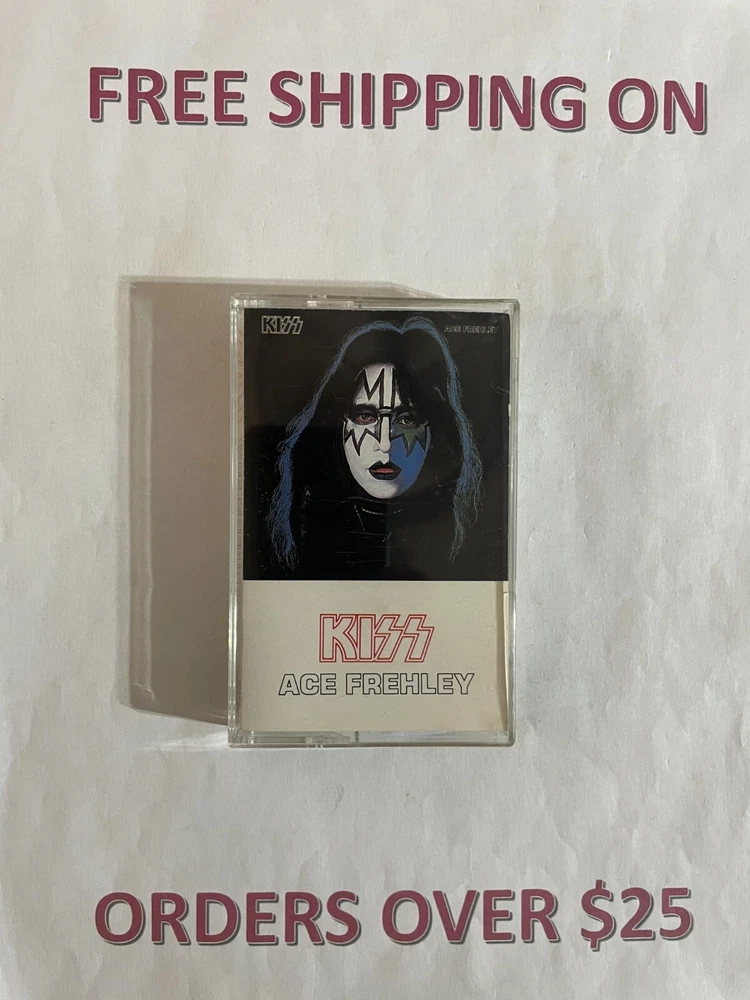 FREE SHIPPING ON
KISS
ACE FREHLEY
KISS
ACE FREHLEY
ORDERS OVER $25